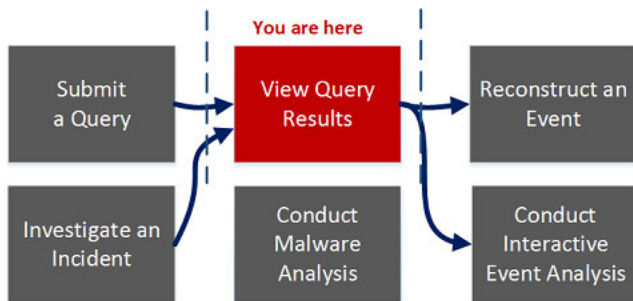 You are here
Submit
a Query
View Query
Results
Reconstruct an
Event
Investigate an
Incident
Conduct
Malware
Analysis
Conduct
Interactive
Event Analysis